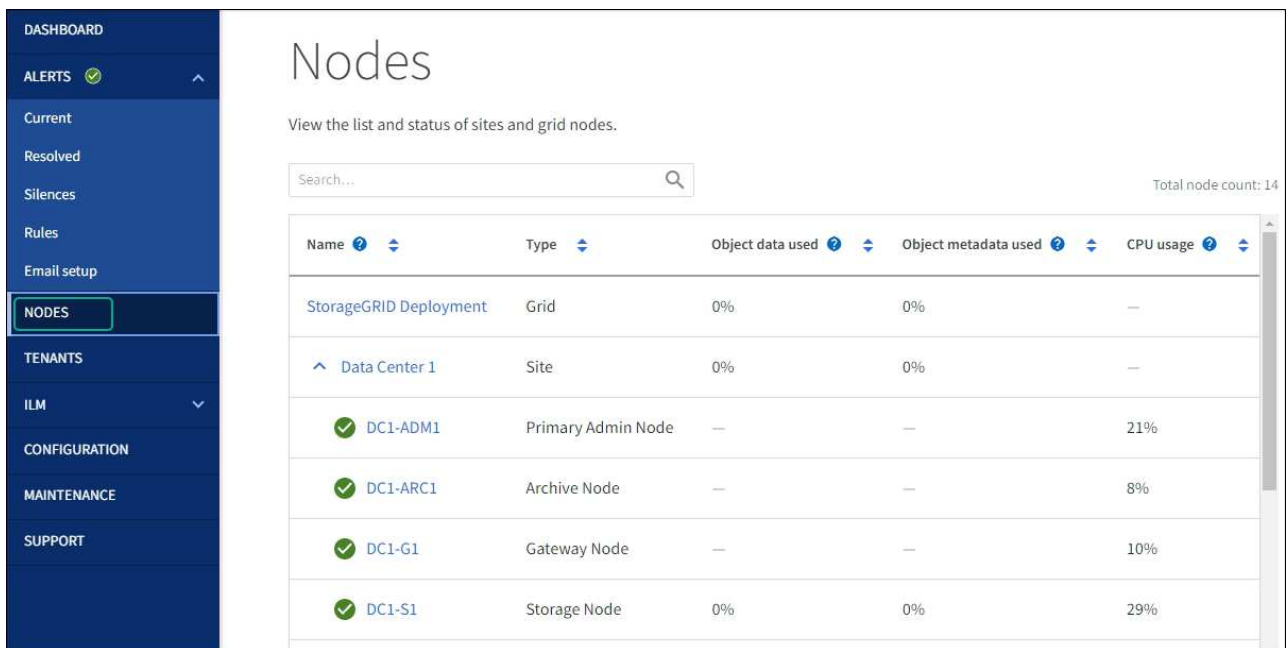 DASHBOARD
ALERTS
Current
Resolved
Silences
Rules
Email setup
NODES
TENANTS
ILM
CONFIGURATION
MAINTENANCE
SUPPORT
Nodes
View the list and status of sites and grid nodes.
Search...
Total node count: 14
Name ? Type Object data used ? Object metadata used ? CPU usage ?
StorageGRID Deployment Grid 0% 0% —
Data Center 1 Site 0% 0% —
DC1-ADM1 Primary Admin Node — — 21%
DC1-ARC1 Archive Node — — 8%
DC1-G1 Gateway Node — — 10%
DC1-S1 Storage Node 0% 0% 29%